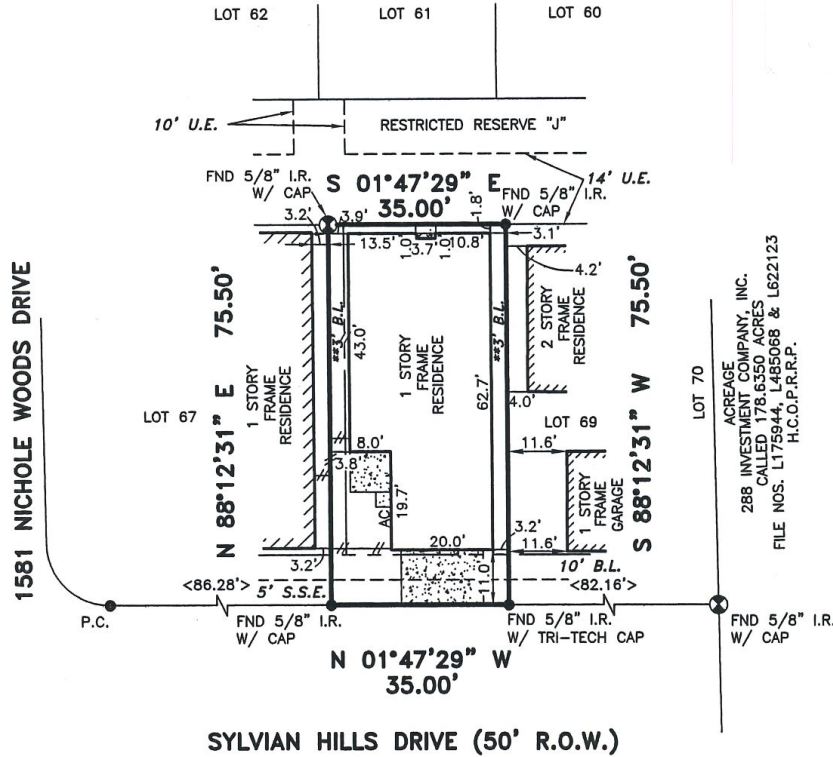 LOT 62
LOT 61
LOT 60
10' U.E.
RESTRICTED RESERVE "J"
14' U.E.
FND 5/8" I.R.
W/ CAP
S 01°47'29" E
35.00'
FND 5/8" I.R.
W/ CAP
3.2'
3.9'
1.8'
3.1'
13.5'
1.0'
3.7'
1.0'
10.8'
4.2'
1581 NICHOLE WOODS DRIVE
LOT 67
N 88°12'31" E 75.50'
1 STORY
FRAME
RESIDENCE
**3' B.L.
43.0'
1
STORY
FRAME
RESIDENCE
62.7'
**3' B.L.
2 STORY
FRAME
RESIDENCE
4.0'
LOT 69
S 88°12'31" W 75.50'
LOT 70
ACREAGE
288 INVESTMENT COMPANY, INC.
CALLED 178.6350 ACRES
FILE NOS. L175944, L485068 & L622123
H.C.O.P.R.R.P.
8.0'
3.8'
AC
19.7'
11.6'
1 STORY
FRAME
GARAGE
20.0'
3.2'
11.6'
3.2'
11.0'
10' B.L.
<86.28'>
5' S.S.E.
<82.16'>
P.C.
FND 5/8" I.R.
W/ CAP
FND 5/8" I.R.
W/ TRI-TECH CAP
FND 5/8" I.R.
W/ CAP
N 01°47'29" W
35.00'
SYLVIAN HILLS DRIVE (50' R.O.W.)